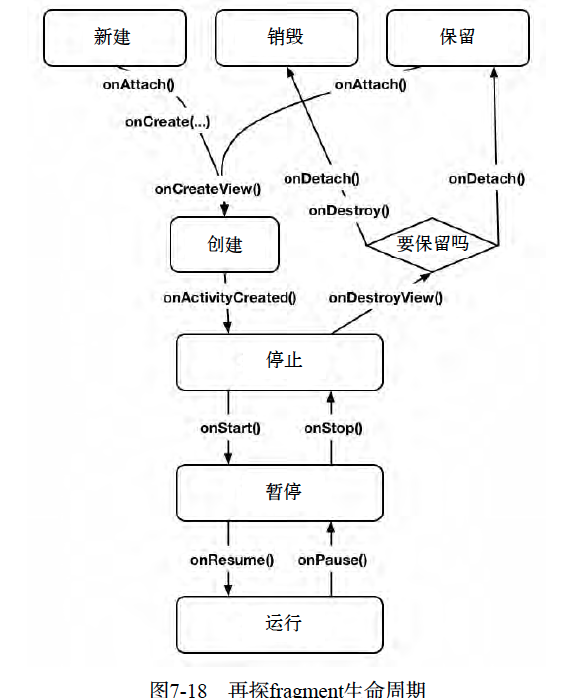 新建
销毁
保留
onAttach()
onAttach()
onCreate(...)
onCreateView()
onDetach()
onDetach()
onDestroy()
创建
要保留吗
onActivityCreated()
onDestroyView()
停止
onStart()
onStop()
暂停
onResume()
onPause()
运行
图7-18 再探fragment生命周期